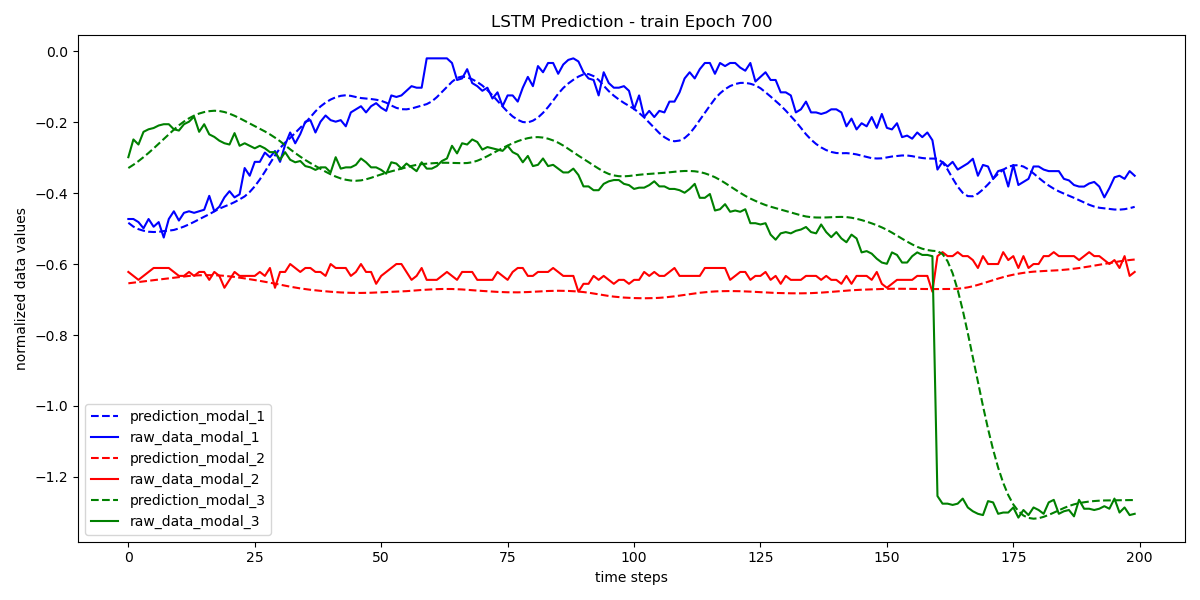 LSTM Prediction - train Epoch 700
normalized data values
0.0
−0.2
−0.4
−0.6
−0.8
−1.0
−1.2
prediction_modal_1
raw_data_modal_1
prediction_modal_2
raw_data_modal_2
prediction_modal_3
raw_data_modal_3
0 25 50 75 100 125 150 175 200
time steps